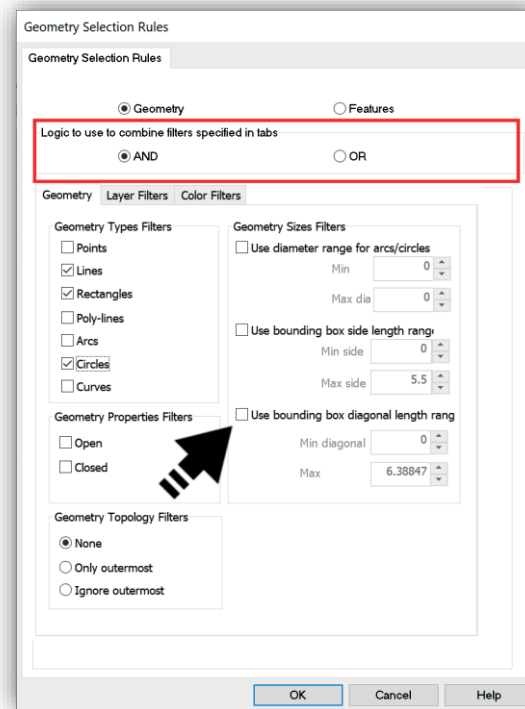 Geometry Selection Rules
Geometry Selection Rules
Geometry Features
Logic to use to combine filters specified in tabs
AND OR
Geometry Layer Filters Color Filters
Geometry Types Filters
Points
Lines
Rectangles
Poly-lines
Arcs
Circles
Curves
Geometry Properties Filters
Open
Closed
Geometry Topology Filters
None
Only outermost
Ignore outermost
Geometry Sizes Filters
Use diameter range for arcs/circles
Min 0
Max dia 0
Use bounding box side length range
Min side 0
Max side 5.5
Use bounding box diagonal length rang
Min diagonal 0
Max 6.38847
OK Cancel Help